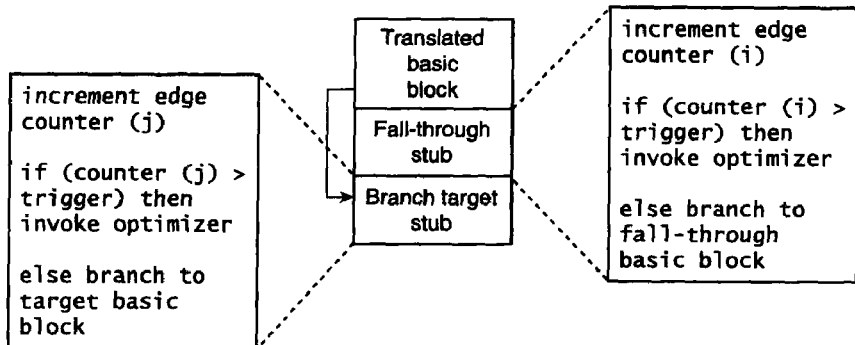 increment edge
counter (j)
if (counter (j) >
trigger) then
invoke optimizer
else branch to
target basic
block
Translated
basic
block
Fall-through
stub
Branch target
stub
increment edge
counter (i)
if (counter (i) >
trigger) then
invoke optimizer
else branch to
fall-through
basic block